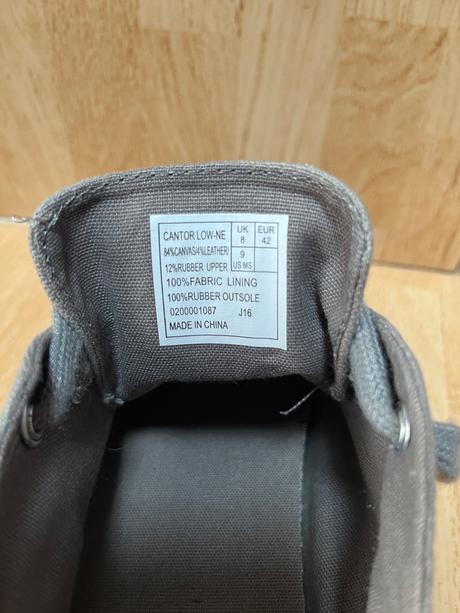 CANTOR LOW-NE
84%CANVAS/4%LEATHER/
12%RUBBER UPPER
100%FABRIC LINING
100%RUBBER OUTSOLE
0200001087 J16
MADE IN CHINA
UK EUR
8 42
9
US MS